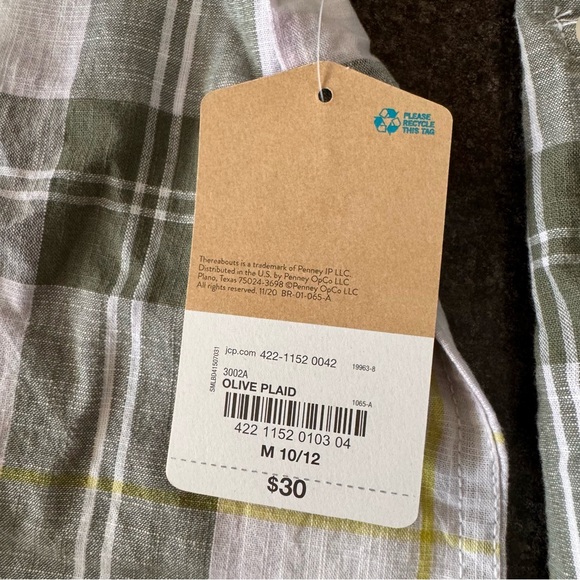 PLEASE
RECYCLE
THIS TAG
Thereabouts is a trademark of Penney IP LLC.
Distributed in the U.S. by Penney OpCo LLC
Plano, Texas 75024-3698 ©Penney OpCo LLC
All rights reserved. 11/20 BR-01-065-A
SMLB041507031
jcp.com 422-1152 0042 19963-8
3002A
OLIVE PLAID 1065-A
422 1152 0103 04
M 10/12
$30